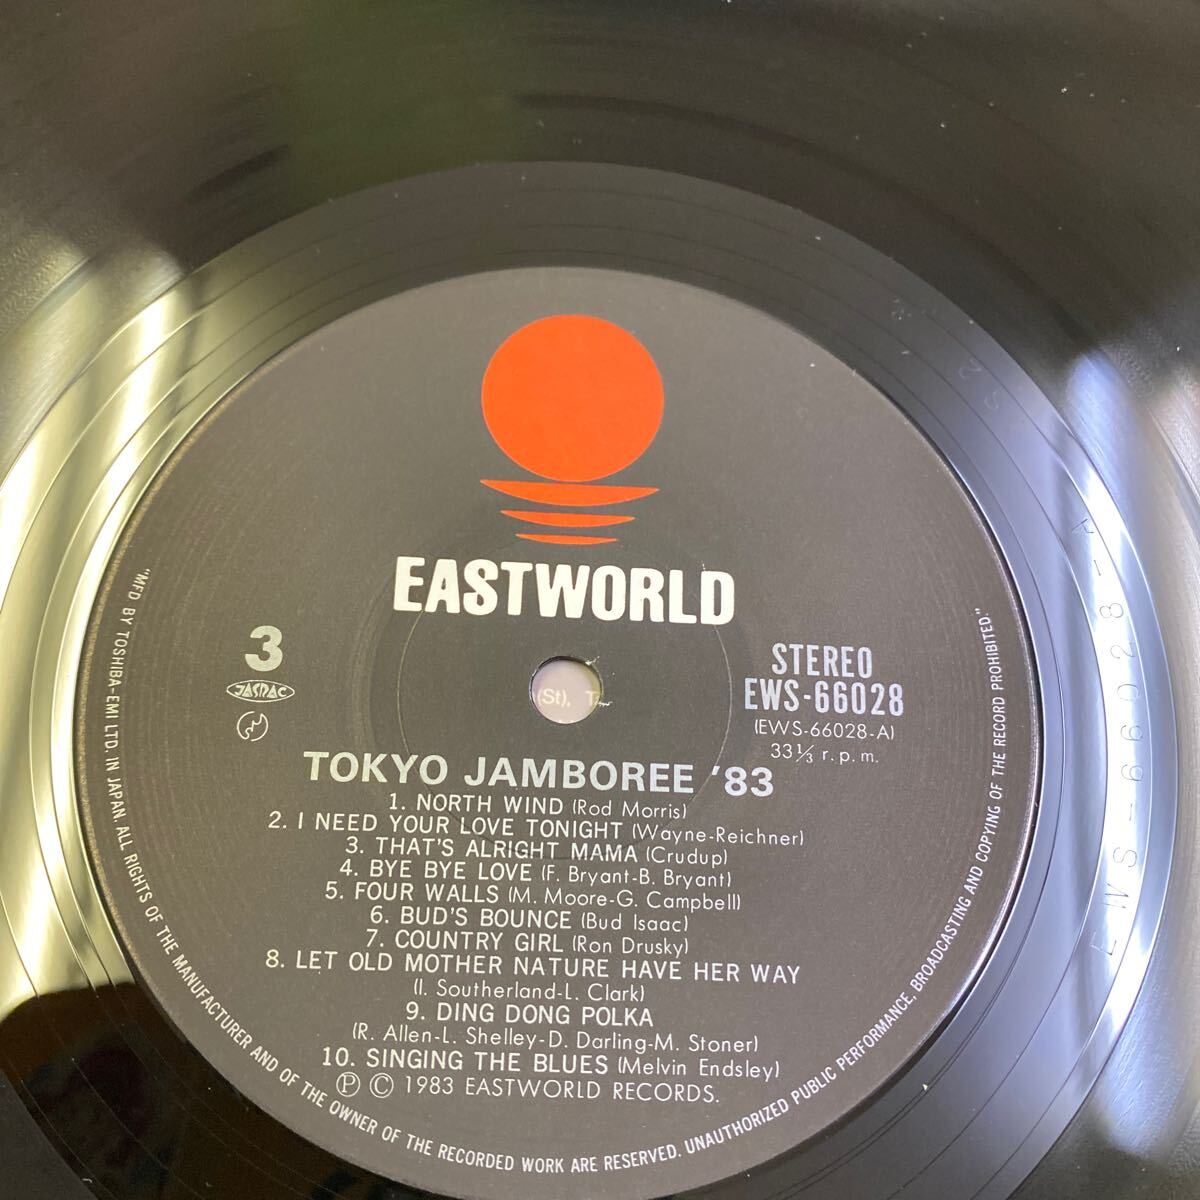 EASTWORLD
3
JASRAC
STEREO
EWS-66028
(EWS-66028-A)
33⅓ r.p.m.
(St), T
TOKYO JAMBOREE '83
1. NORTH WIND (Rod Morris)
2. I NEED YOUR LOVE TONIGHT (Wayne-Reichner)
3. THAT'S ALRIGHT MAMA (Crudup)
4. BYE BYE LOVE (F. Bryant-B. Bryant)
5. FOUR WALLS (M. Moore-G. Campbell)
6. BUD'S BOUNCE (Bud Isaac)
7. COUNTRY GIRL (Ron Drusky)
8. LET OLD MOTHER NATURE HAVE HER WAY
(I. Southerland-L. Clark)
9. DING DONG POLKA
(R. Allen-L. Shelley-D. Darling-M. Stoner)
10. SINGING THE BLUES (Melvin Endsley)
Ⓟ © 1983 EASTWORLD RECORDS.
"MFD BY TOSHIBA-EMI LTD. IN JAPAN. ALL RIGHTS OF THE MANUFACTURER AND OF THE OWNER OF THE RECORDED WORK ARE RESERVED. UNAUTHORIZED PUBLIC PERFORMANCE, BROADCASTING AND COPYING OF THE RECORD PROHIBITED."
EWS-66028-A